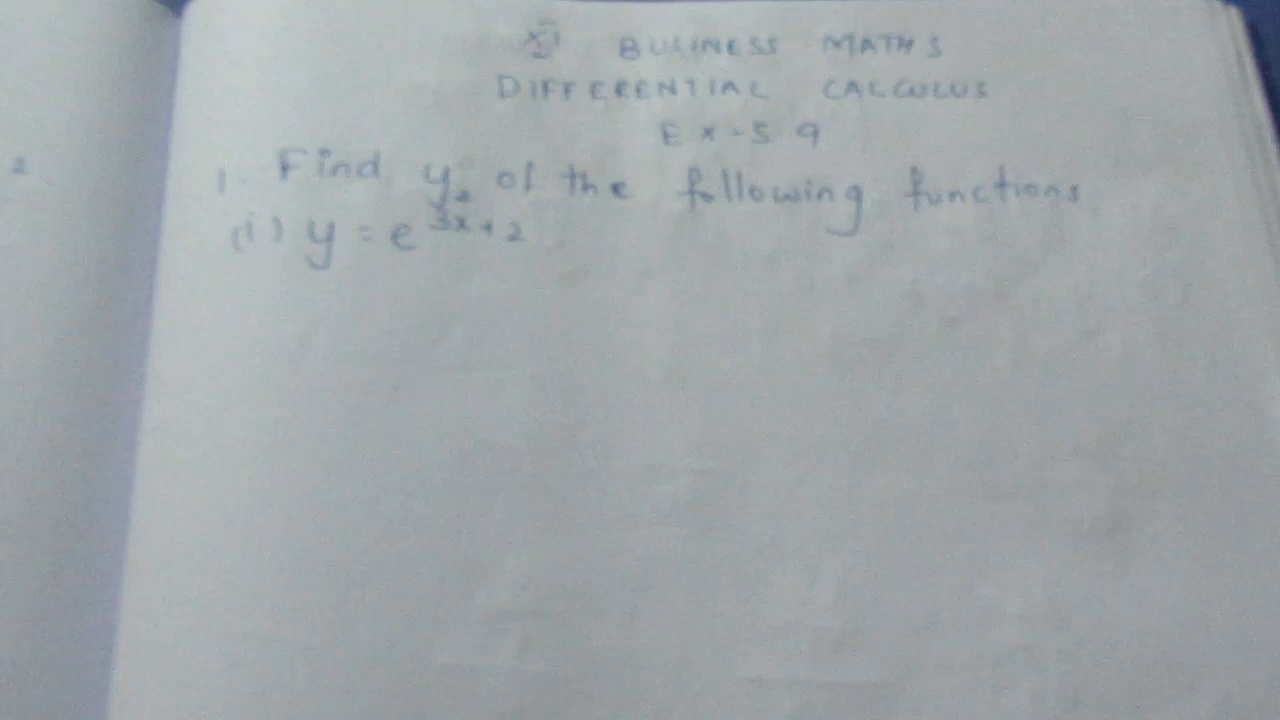 XI BUSINESS MATHS
DIFFERENTIAL CALCULUS
EX-5 9
1. Find y₂ of the following functions
(i) y = e^3x+2